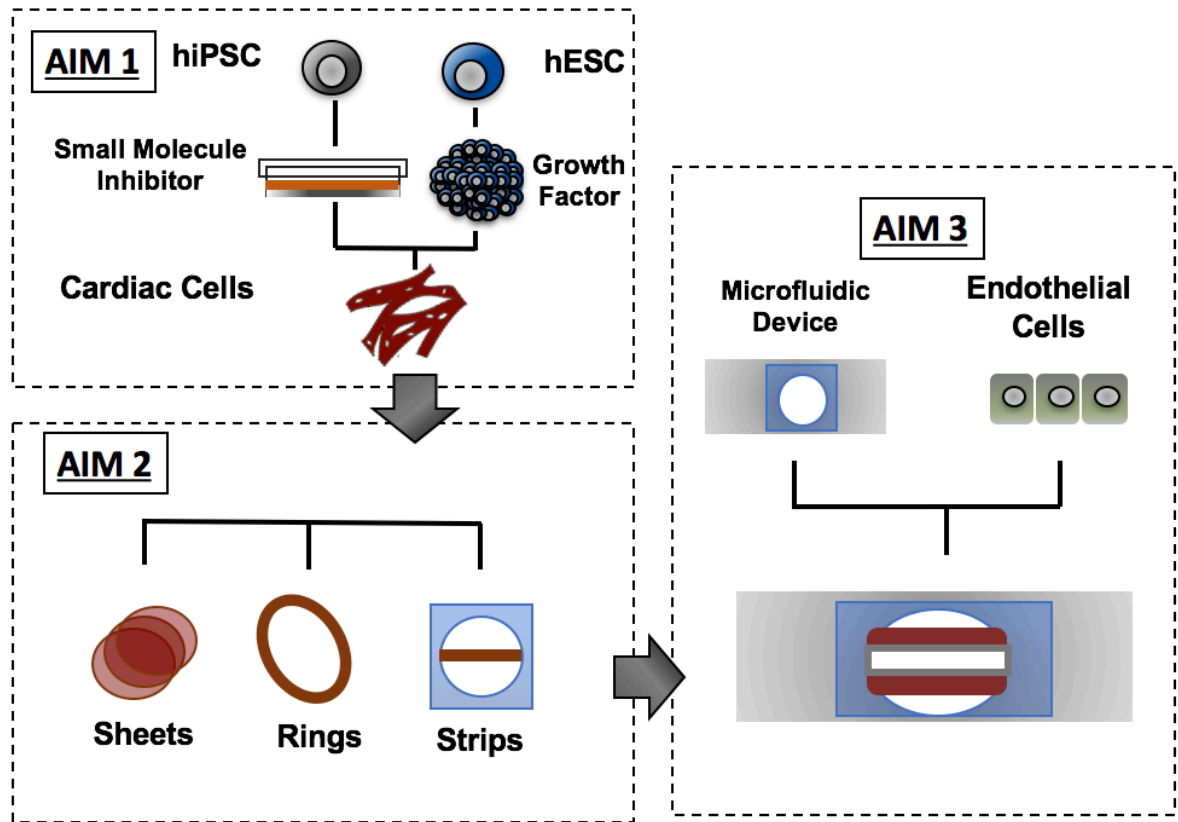 AIM 1
hiPSC
hESC
Small Molecule
Inhibitor
Growth
Factor
Cardiac Cells
AIM 2
Sheets
Rings
Strips
AIM 3
Microfluidic
Device
Endothelial
Cells